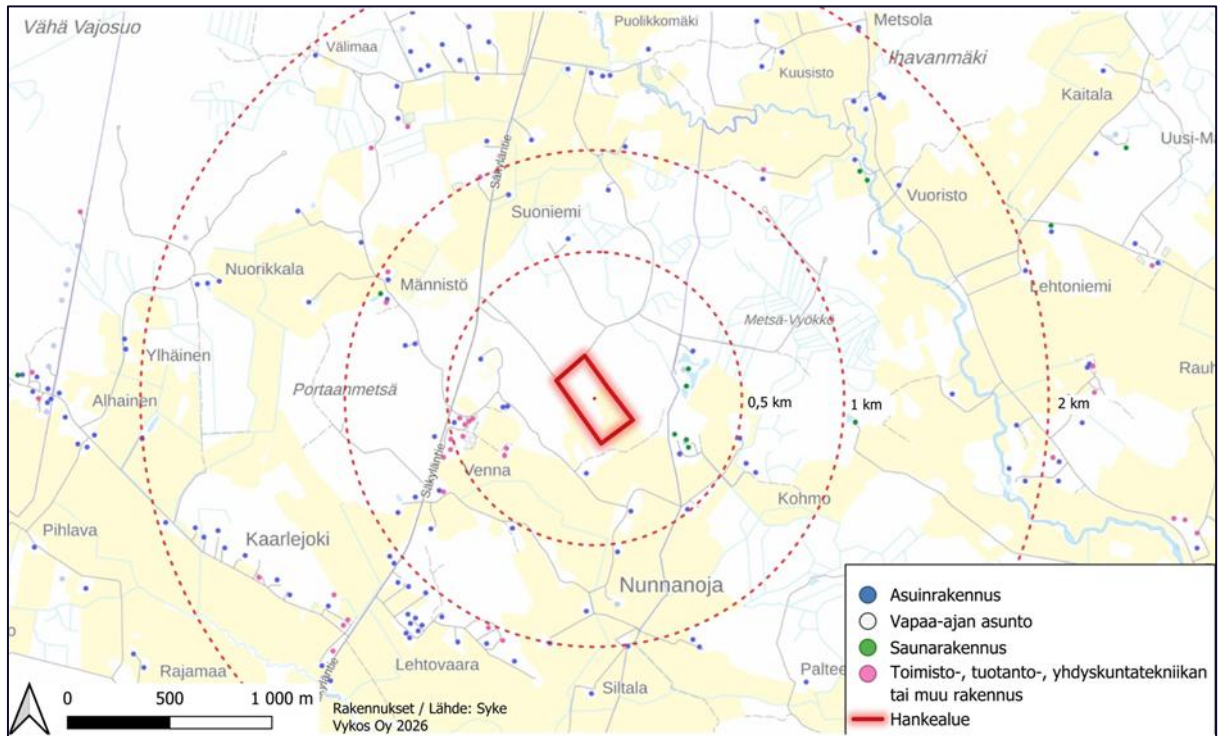 Vähä Vajosuo
Välimaa
Puolikkomäki
Metsola
Ihavanmäki
Kuusisto
Kaitala
Uusi-M
Säkyläntie
Suoniemi
Vuoristo
Nuorikkala
Männistö
Lehtoniemi
Metsä-Vyökkö
Ylhäinen
Portaanmetsä
Rauh
Alhainen
0,5 km
1 km
2 km
Säkyläntie
Venna
Kohmo
Pihlava
Kaarlejoki
Nunnanoja
Rajamaa
Lehtovaara
Siltala
Paltee
yläntie
0
500
1 000 m
Rakennukset / Lähde: Syke
Vykos Oy 2026
Asuinrakennus
Vapaa-ajan asunto
Saunarakennus
Toimisto-, tuotanto-, yhdyskuntatekniikan
tai muu rakennus
Hankealue